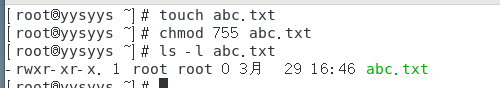 [root@yysyys ~]# touch abc.txt
[root@yysyys ~]# chmod 755 abc.txt
[root@yysyys ~]# ls -l abc.txt
-rwxr-xr-x. 1 root root 0 3月  29 16:46 abc.txt
[root@yysyys ~]#